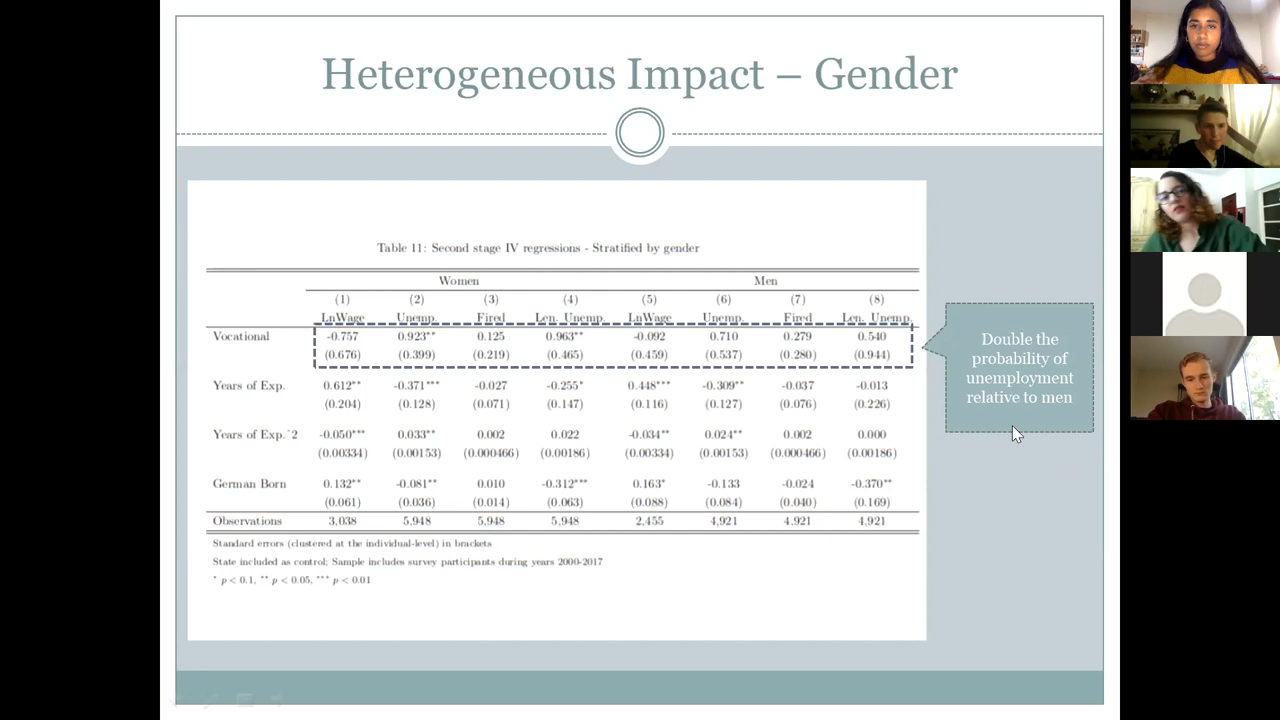 Heterogeneous Impact – Gender
Table 11: Second stage IV regressions - Stratified by gender
Women Men
(1) (2) (3) (4) (5) (6) (7) (8)
LnWage Unemp. Fired Len. Unemp. LnWage Unemp. Fired Len. Unemp.
Vocational -0.757 0.923** 0.125 0.963** -0.092 0.710 0.279 0.540
(0.676) (0.399) (0.219) (0.465) (0.459) (0.537) (0.280) (0.944)
Years of Exp. 0.612** -0.371*** -0.027 -0.255* 0.448*** -0.309** -0.037 -0.013
(0.204) (0.128) (0.071) (0.147) (0.116) (0.127) (0.076) (0.226)
Years of Exp.^2 -0.050*** 0.033** 0.002 0.022 -0.034** 0.024** 0.002 0.000
(0.00334) (0.00153) (0.000466) (0.00186) (0.00334) (0.00153) (0.000466) (0.00186)
German Born 0.132** -0.081** 0.010 -0.312*** 0.163* -0.133 -0.024 -0.370**
(0.061) (0.036) (0.014) (0.063) (0.088) (0.084) (0.040) (0.169)
Observations 3,038 5,948 5,948 5,948 2,455 4,921 4,921 4,921
Standard errors (clustered at the individual-level) in brackets
State included as control; Sample includes survey participants during years 2000-2017
* p < 0.1, ** p < 0.05, *** p < 0.01
Double the
probability of
unemployment
relative to men